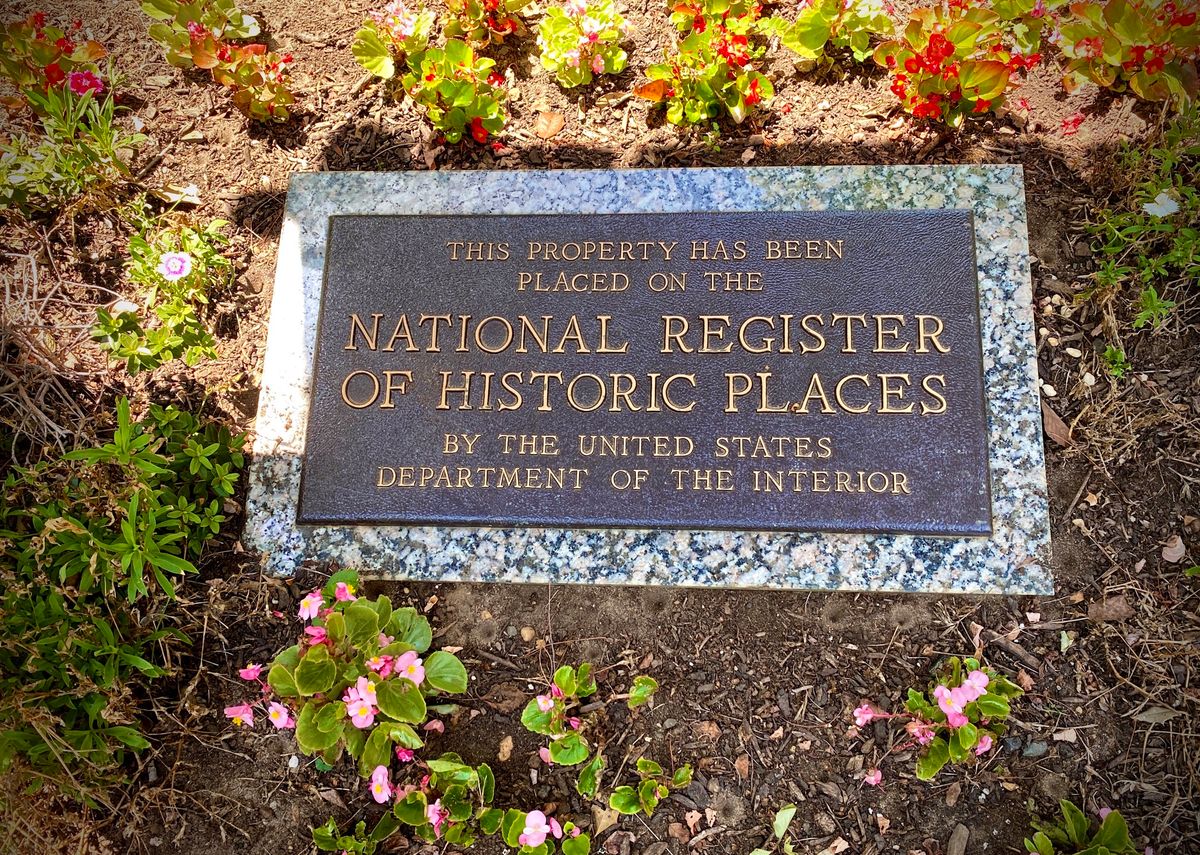 THIS PROPERTY HAS BEEN
PLACED ON THE
NATIONAL REGISTER
OF HISTORIC PLACES
BY THE UNITED STATES
DEPARTMENT OF THE INTERIOR